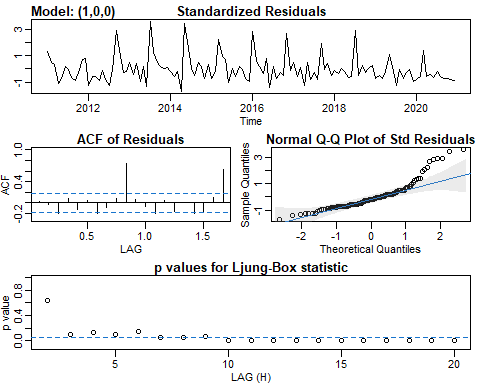 Model: (1,0,0) Standardized Residuals
3
1
-1
2012 2014 2016 2018 2020
Time
ACF of Residuals
ACF
1.0
0.4
-0.2
0.5 1.0 1.5
LAG
Normal Q-Q Plot of Std Residuals
Sample Quantiles
3
1
-1
-2 -1 0 1 2
Theoretical Quantiles
p values for Ljung-Box statistic
p value
0.8
0.4
0.0
5 10 15 20
LAG (H)